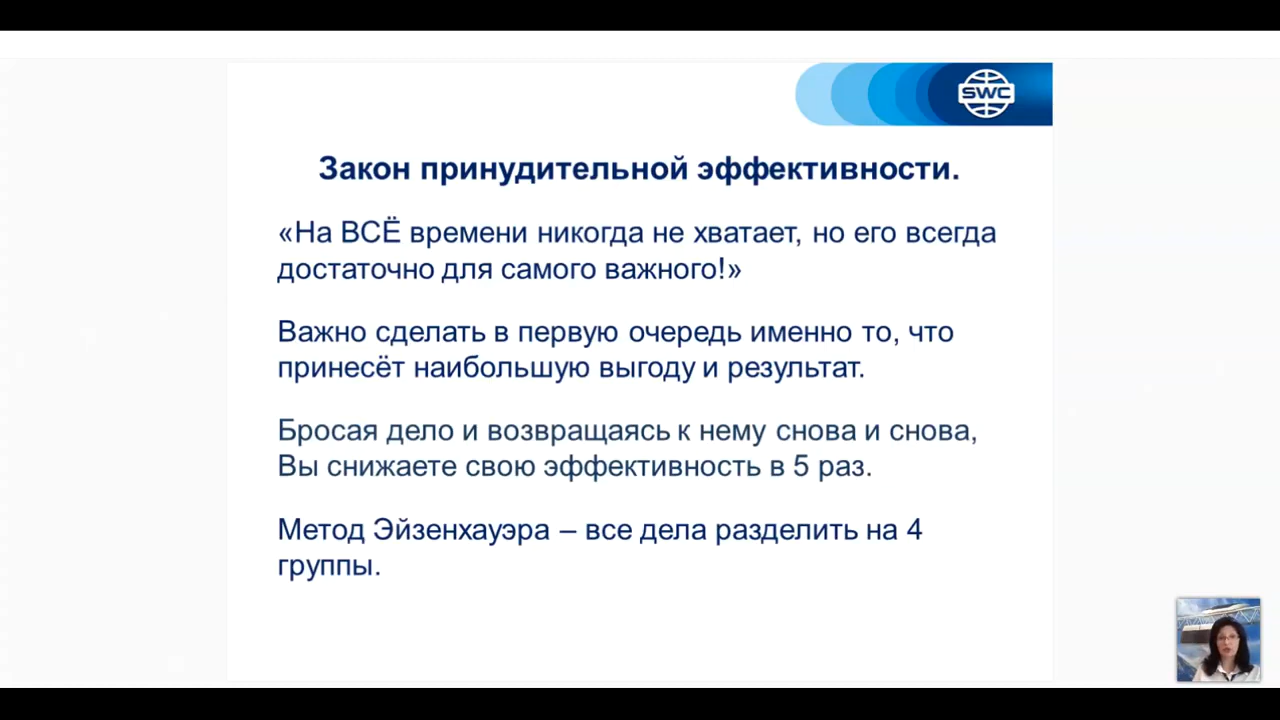 SWC
Закон принудительной эффективности.
«На ВСЁ времени никогда не хватает, но его всегда
достаточно для самого важного!»
Важно сделать в первую очередь именно то, что
принесёт наибольшую выгоду и результат.
Бросая дело и возвращаясь к нему снова и снова,
Вы снижаете свою эффективность в 5 раз.
Метод Эйзенхауэра – все дела разделить на 4
группы.